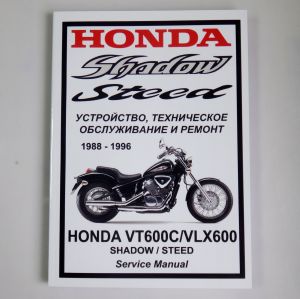 HONDA
Shadow
Steed
УСТРОЙСТВО, ТЕХНИЧЕСКОЕ
ОБСЛУЖИВАНИЕ И РЕМОНТ
1988 - 1996
HONDA VT600C/VLX600
SHADOW / STEED
Service Manual